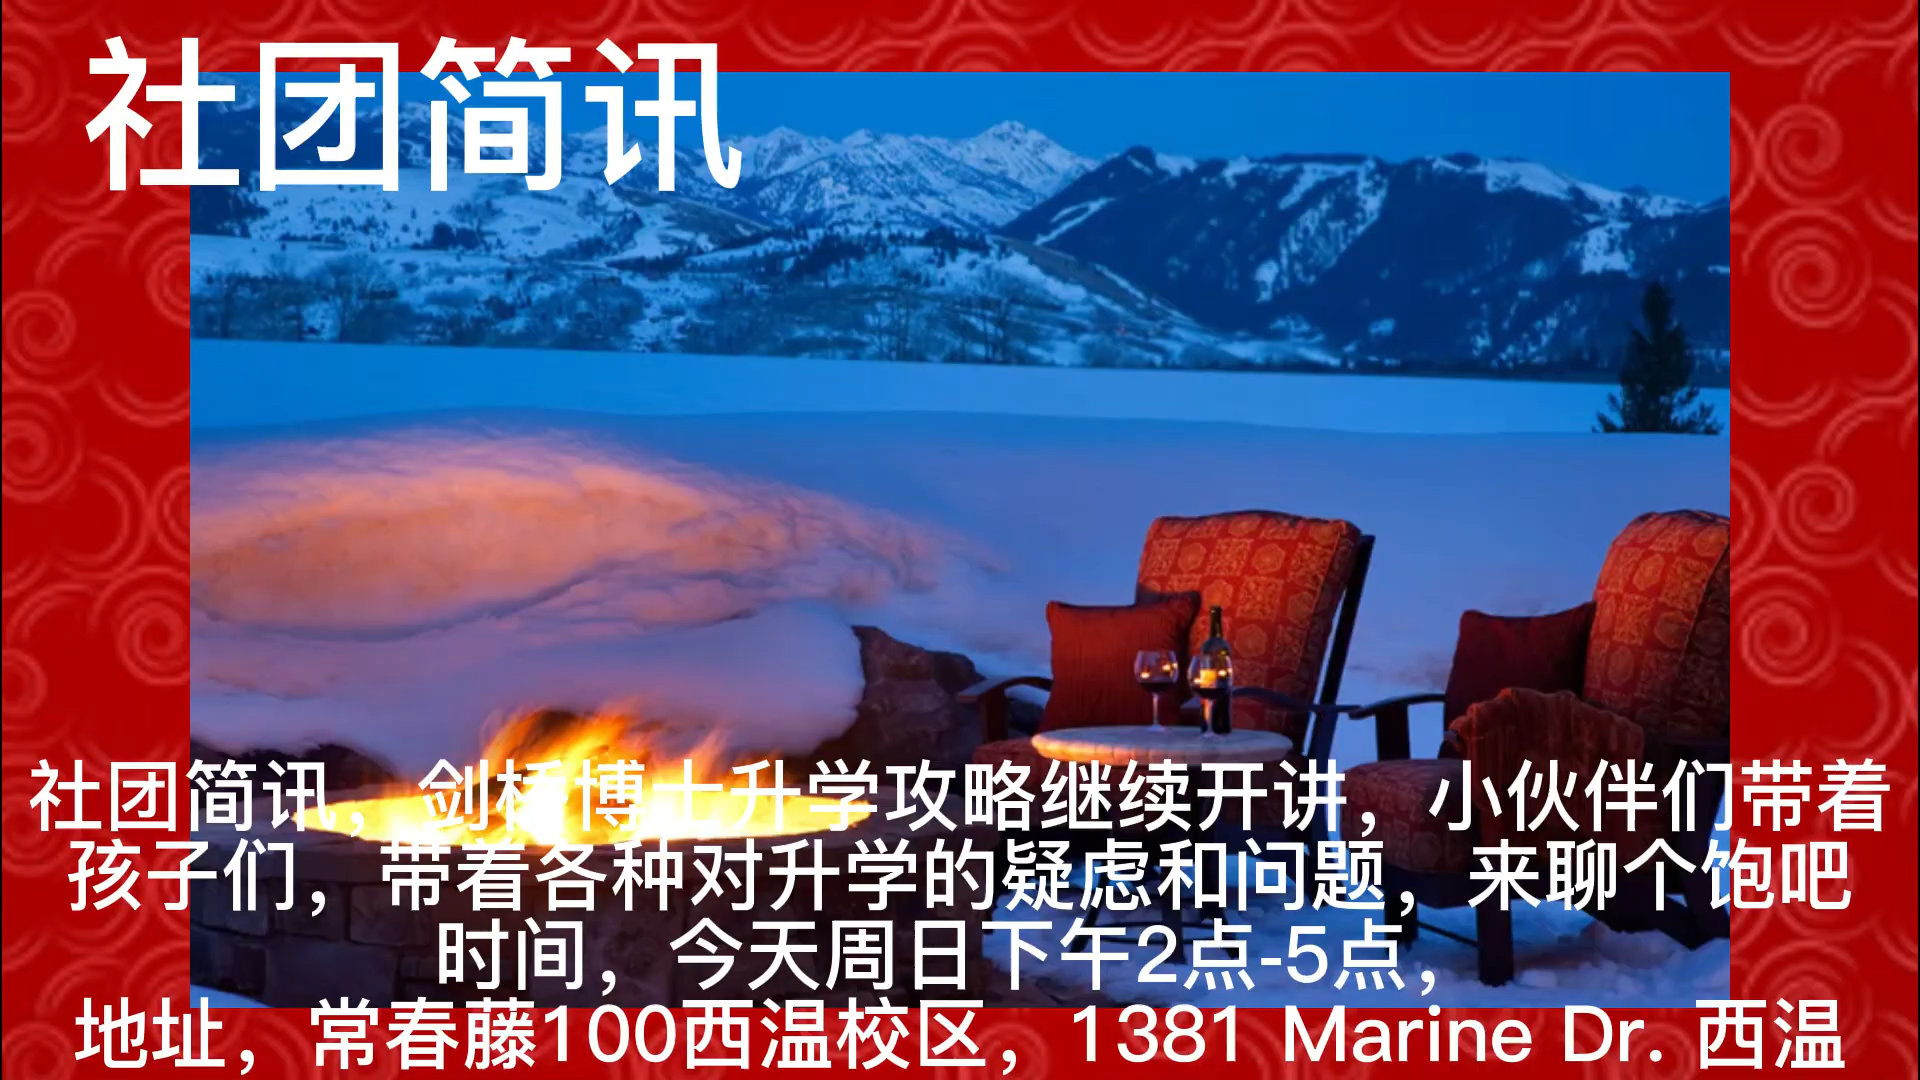 社团简讯
社团简讯，剑桥博士升学攻略继续开讲，小伙伴们带着
孩子们，带着各种对升学的疑虑和问题，来聊个饱吧
时间，今天周日下午2点-5点，
地址，常春藤100西温校区，1381 Marine Dr. 西温